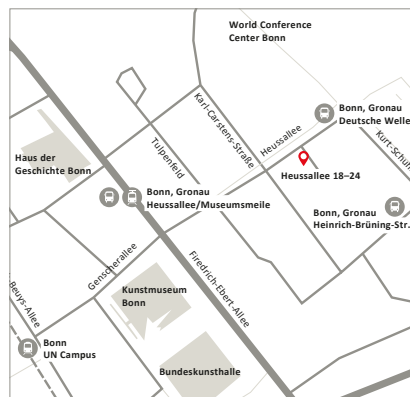 World Conference
Center Bonn
Bonn, Gronau
Deutsche Welle
Karl-Carstens-Straße
Heussallee
Kurt-Schuh
Tulpenfeld
Haus der
Geschichte Bonn
Heussallee 18–24
Bonn, Gronau
Heussallee/Museumsmeile
Bonn, Gronau
Heinrich-Brüning-Str.
Genscherallee
Firedrich-Ebert-Allee
Kunstmuseum
Bonn
Beuys-Allee
Bonn
UN Campus
Bundeskunsthalle